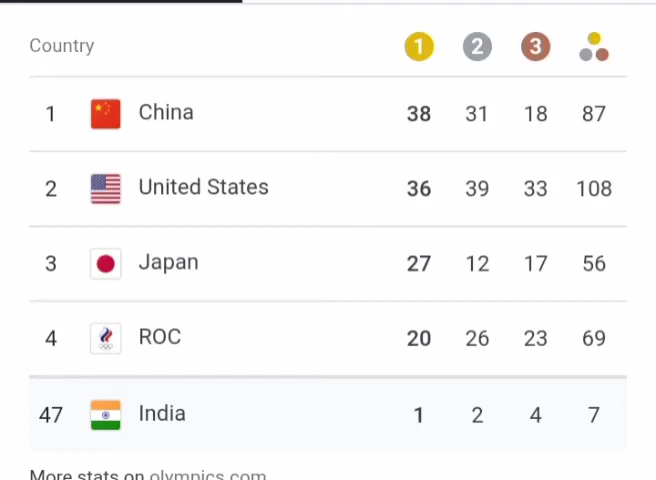 Country 1 2 3
1 China 38 31 18 87
2 United States 36 39 33 108
3 Japan 27 12 17 56
4 ROC 20 26 23 69
47 India 1 2 4 7
More stats on olympics.com